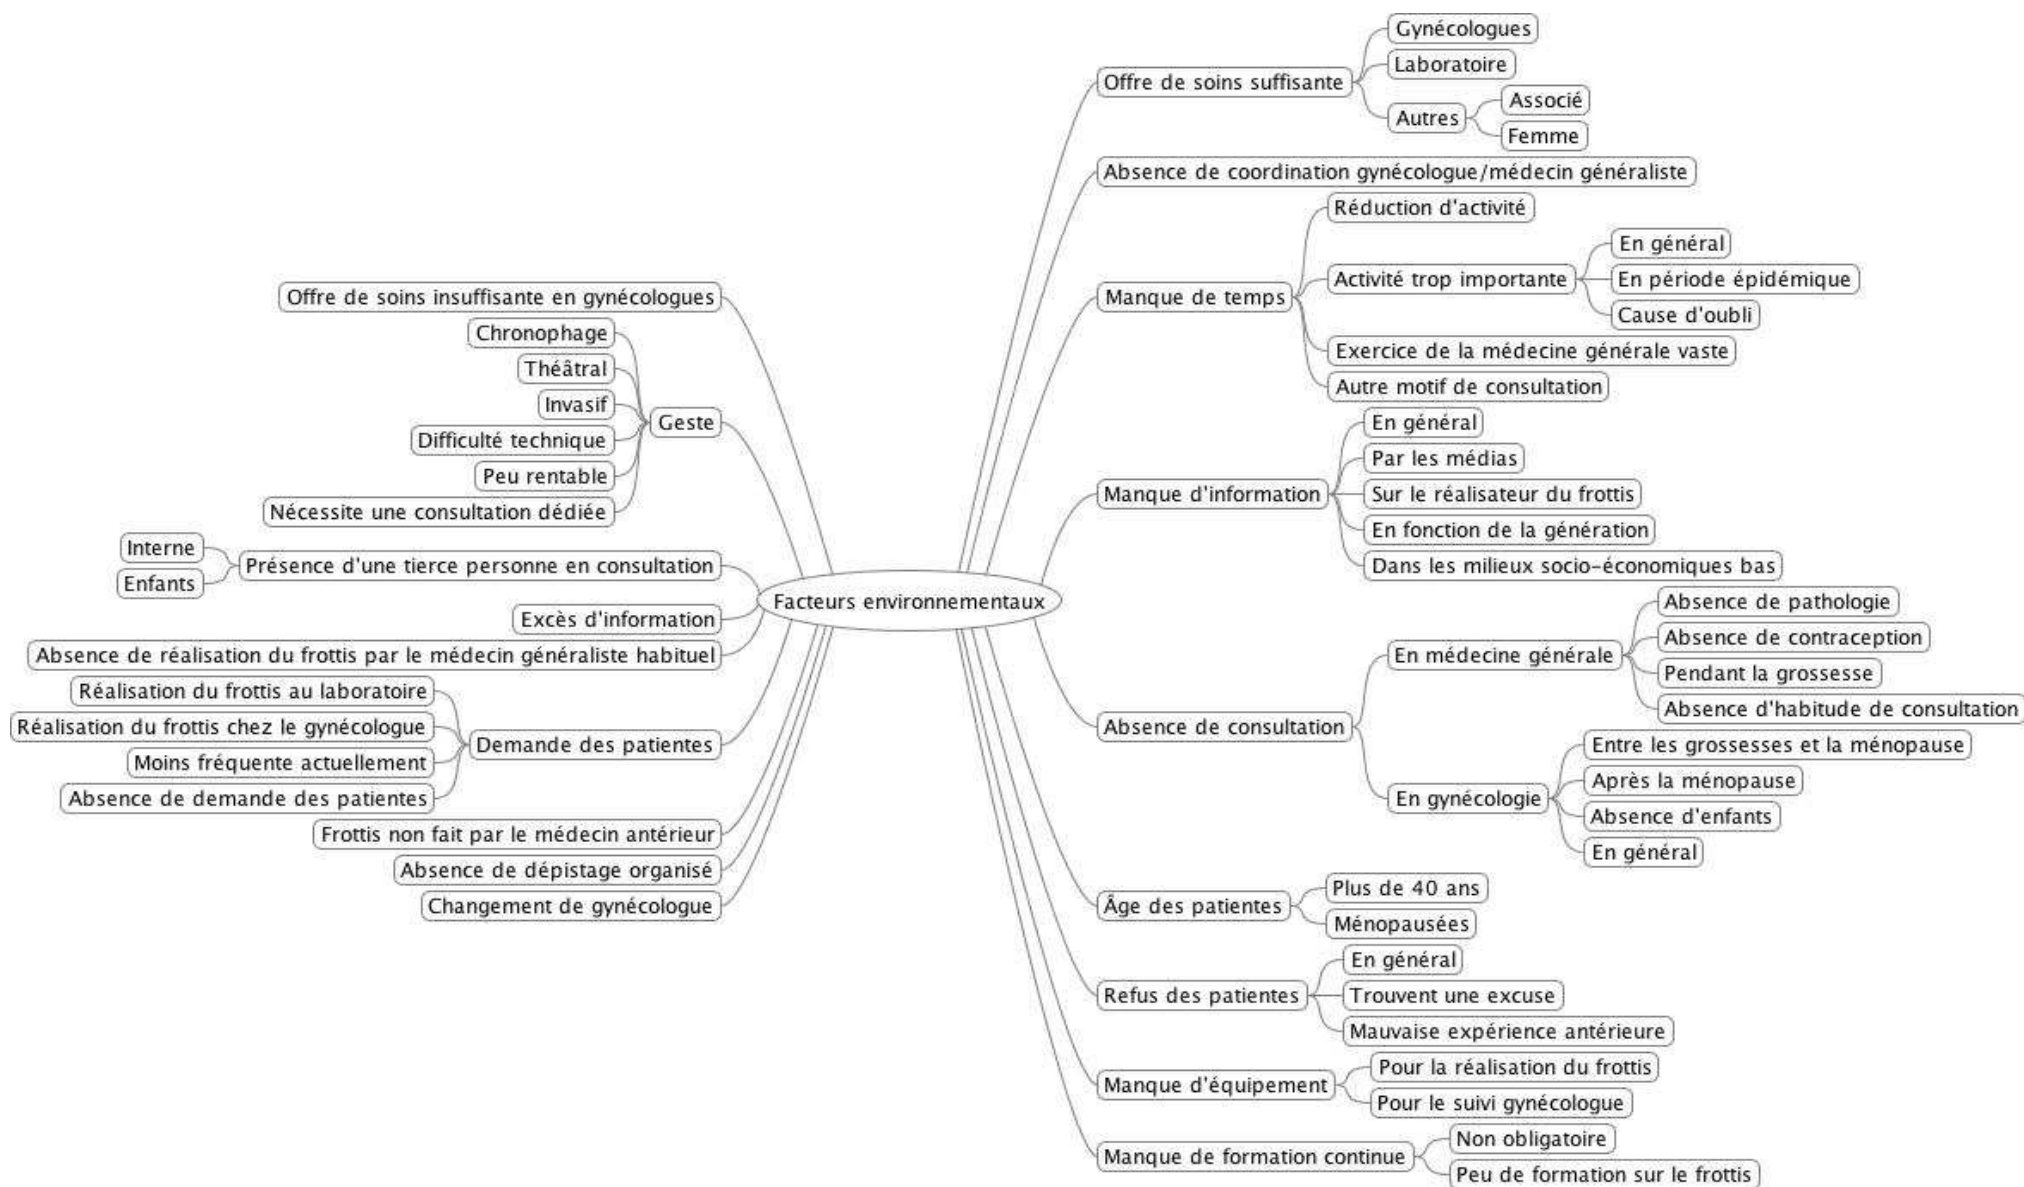 Facteurs environnementaux
Offre de soins suffisante
Gynécologues
Laboratoire
Autres
Associé
Femme
Absence de coordination gynécologue/médecin généraliste
Manque de temps
Réduction d'activité
Activité trop importante
En général
En période épidémique
Cause d'oubli
Exercice de la médecine générale vaste
Autre motif de consultation
Manque d'information
En général
Par les médias
Sur le réalisateur du frottis
En fonction de la génération
Dans les milieux socio-économiques bas
Absence de consultation
En médecine générale
Absence de pathologie
Absence de contraception
Pendant la grossesse
Absence d'habitude de consultation
En gynécologie
Entre les grossesses et la ménopause
Après la ménopause
Absence d'enfants
En général
Âge des patientes
Plus de 40 ans
Ménopausées
Refus des patientes
En général
Trouvent une excuse
Mauvaise expérience antérieure
Manque d'équipement
Pour la réalisation du frottis
Pour le suivi gynécologue
Manque de formation continue
Non obligatoire
Peu de formation sur le frottis
Offre de soins insuffisante en gynécologues
Geste
Chronophage
Théâtral
Invasif
Difficulté technique
Peu rentable
Nécessite une consultation dédiée
Présence d'une tierce personne en consultation
Interne
Enfants
Excès d'information
Absence de réalisation du frottis par le médecin généraliste habituel
Demande des patientes
Réalisation du frottis au laboratoire
Réalisation du frottis chez le gynécologue
Moins fréquente actuellement
Absence de demande des patientes
Frottis non fait par le médecin antérieur
Absence de dépistage organisé
Changement de gynécologue